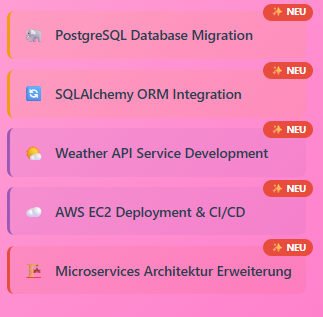 ✨ NEU
🐘 PostgreSQL Database Migration
✨ NEU
🔄 SQLAlchemy ORM Integration
✨ NEU
🌤️ Weather API Service Development
✨ NEU
☁️ AWS EC2 Deployment & CI/CD
✨ NEU
🏗️ Microservices Architektur Erweiterung